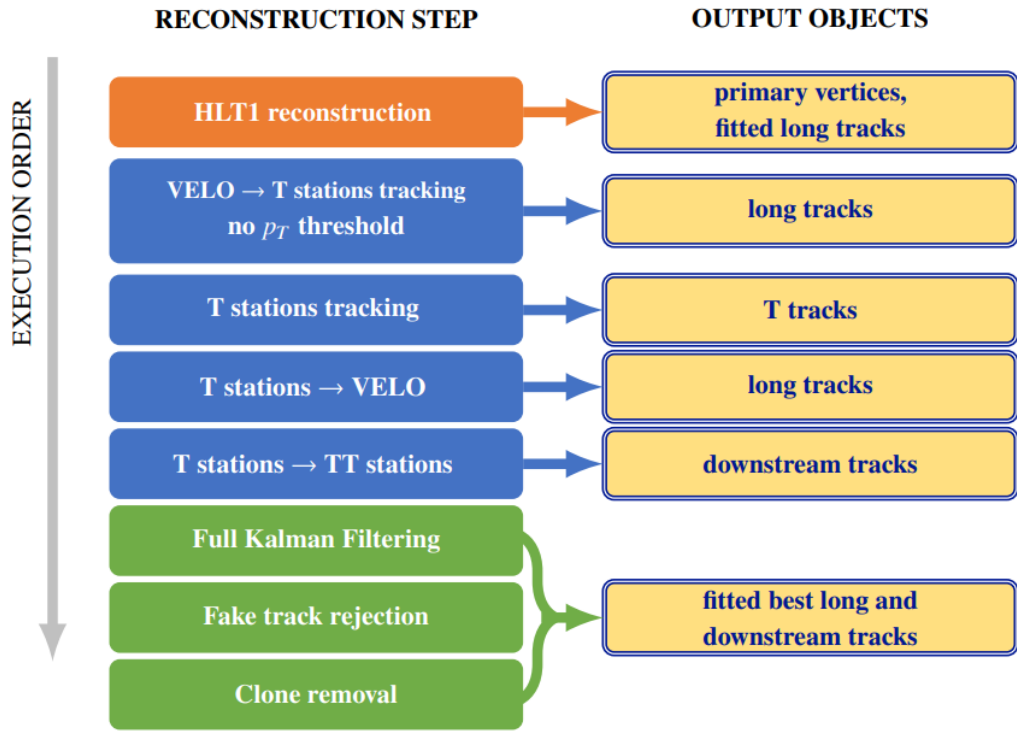 RECONSTRUCTION STEP
OUTPUT OBJECTS
EXECUTION ORDER
HLT1 reconstruction
primary vertices,
fitted long tracks
VELO → T stations tracking
no p_T threshold
long tracks
T stations tracking
T tracks
T stations → VELO
long tracks
T stations → TT stations
downstream tracks
Full Kalman Filtering
Fake track rejection
Clone removal
fitted best long and
downstream tracks